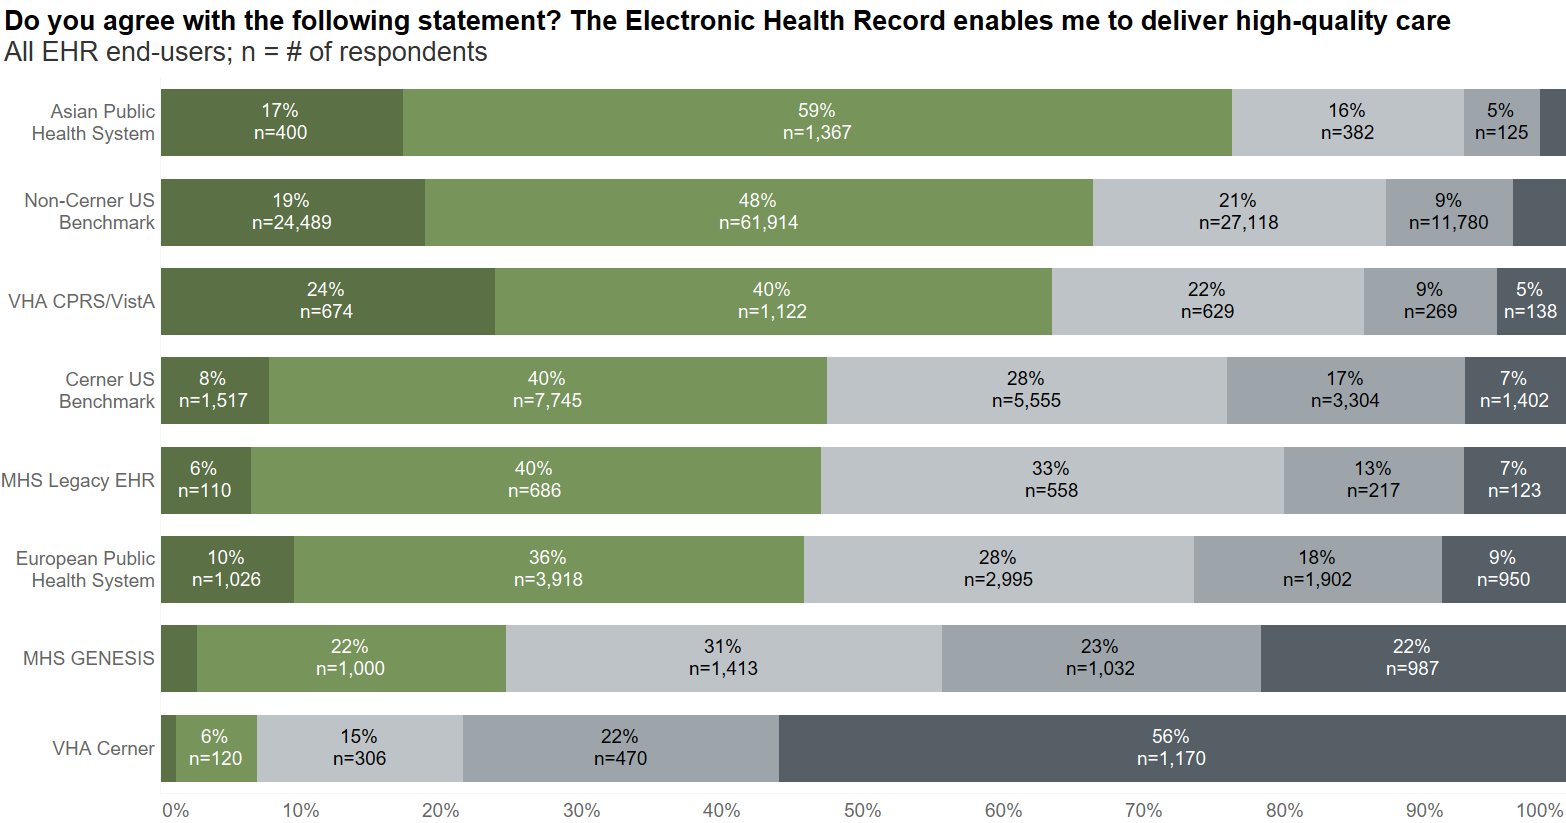 Do you agree with the following statement? The Electronic Health Record enables me to deliver high-quality care
All EHR end-users; n = # of respondents
Asian Public
Health System
17%
n=400
59%
n=1,367
16%
n=382
5%
n=125
Non-Cerner US
Benchmark
19%
n=24,489
48%
n=61,914
21%
n=27,118
9%
n=11,780
VHA CPRS/VistA
24%
n=674
40%
n=1,122
22%
n=629
9%
n=269
5%
n=138
Cerner US
Benchmark
8%
n=1,517
40%
n=7,745
28%
n=5,555
17%
n=3,304
7%
n=1,402
MHS Legacy EHR
6%
n=110
40%
n=686
33%
n=558
13%
n=217
7%
n=123
European Public
Health System
10%
n=1,026
36%
n=3,918
28%
n=2,995
18%
n=1,902
9%
n=950
MHS GENESIS
22%
n=1,000
31%
n=1,413
23%
n=1,032
22%
n=987
VHA Cerner
6%
n=120
15%
n=306
22%
n=470
56%
n=1,170
0% 10% 20% 30% 40% 50% 60% 70% 80% 90% 100%